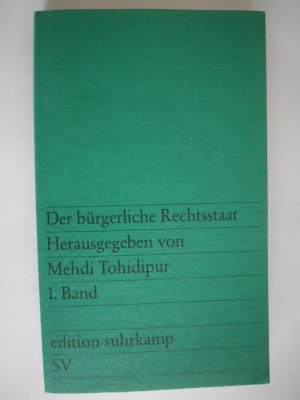 Der bürgerliche Rechtsstaat
Herausgegeben von
Mehdi Tohidipur
1. Band
edition suhrkamp
SV